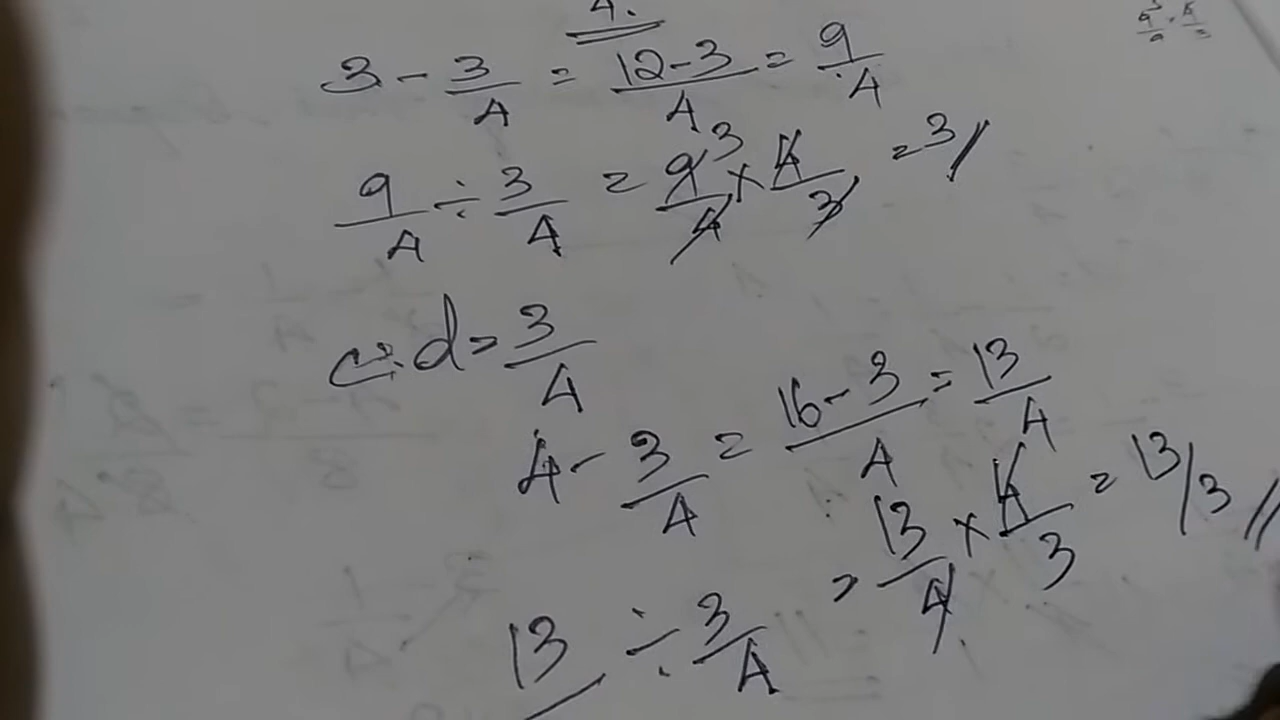 4.
3 - 3/4 = 12-3/4 = 9/4
9/4 ÷ 3/4 = 9/4 3 × 4/3 = 3//
c.d = 3/4
4 - 3/4 = 16-3/4 = 13/4
13 ÷ 3/4 = 13/4 × 4/3 = 13/3 //